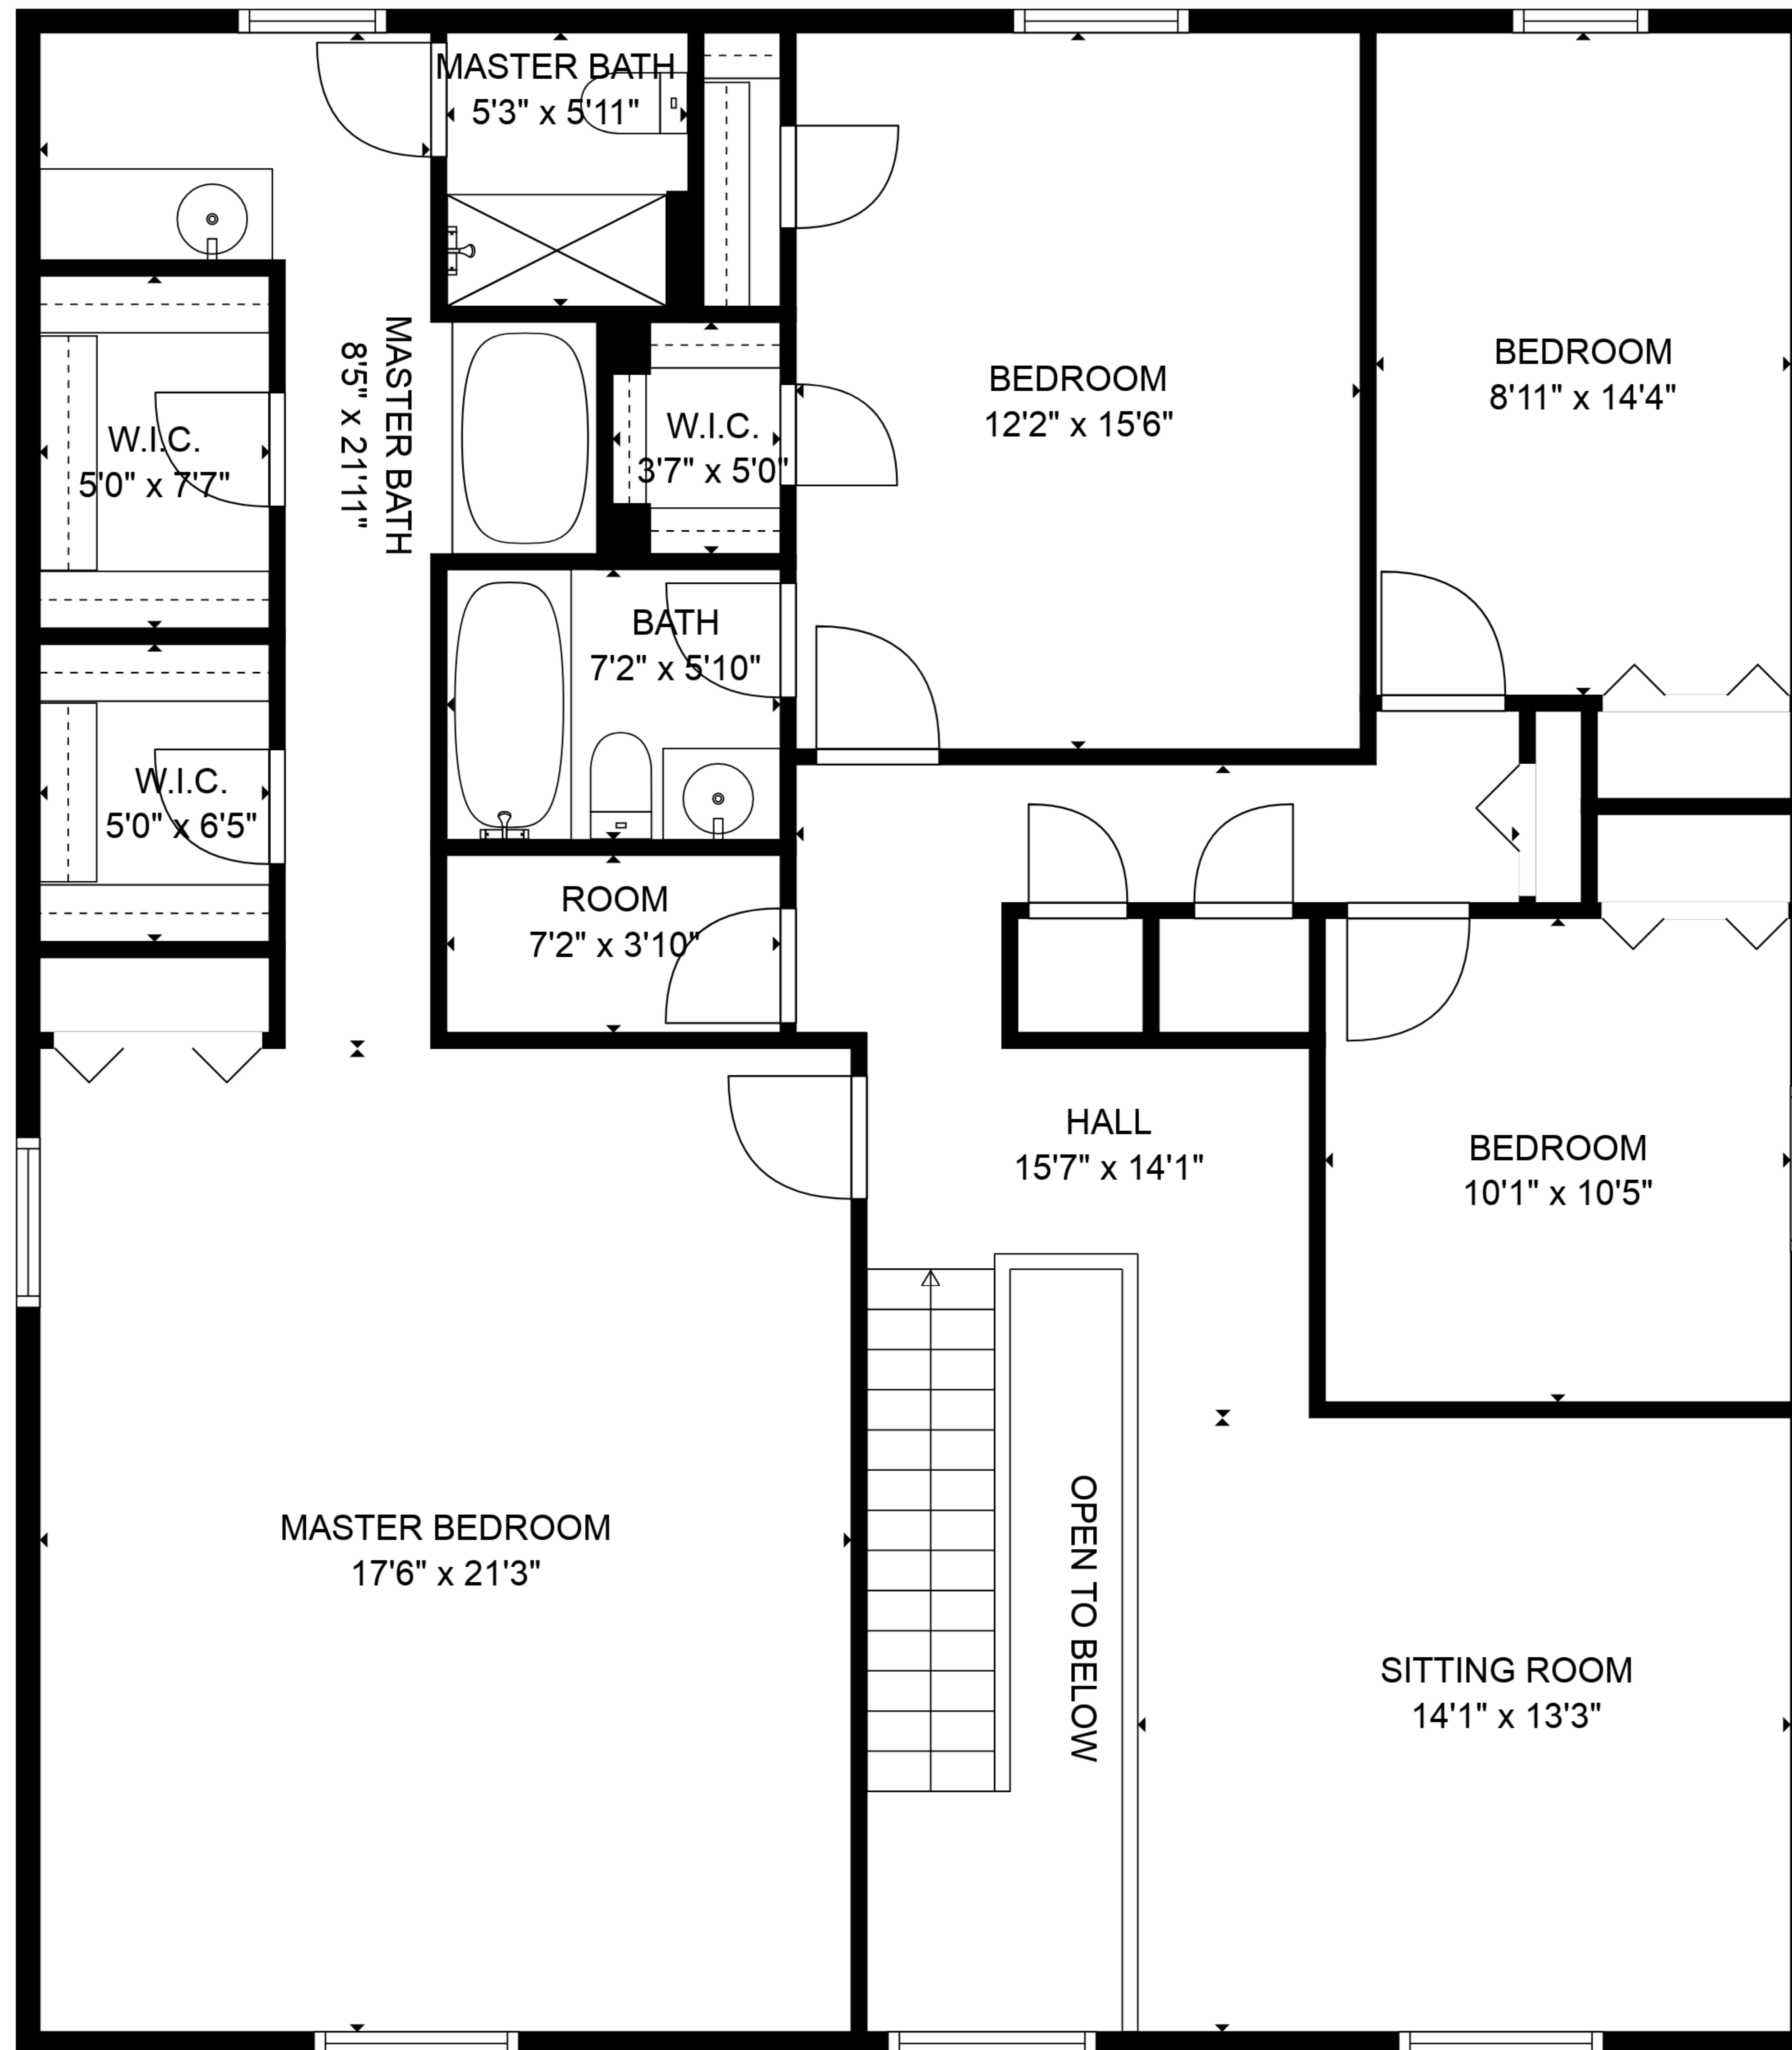 MASTER BATH
5'3" x 5'11"
BEDROOM
12'2" x 15'6"
BEDROOM
8'11" x 14'4"
MASTER BATH
8'5" x 21'11"
W.I.C.
5'0" x 7'7"
W.I.C.
3'7" x 5'0"
BATH
7'2" x 5'10"
W.I.C.
5'0" x 6'5"
ROOM
7'2" x 3'10"
HALL
15'7" x 14'1"
BEDROOM
10'1" x 10'5"
MASTER BEDROOM
17'6" x 21'3"
OPEN TO BELOW
SITTING ROOM
14'1" x 13'3"